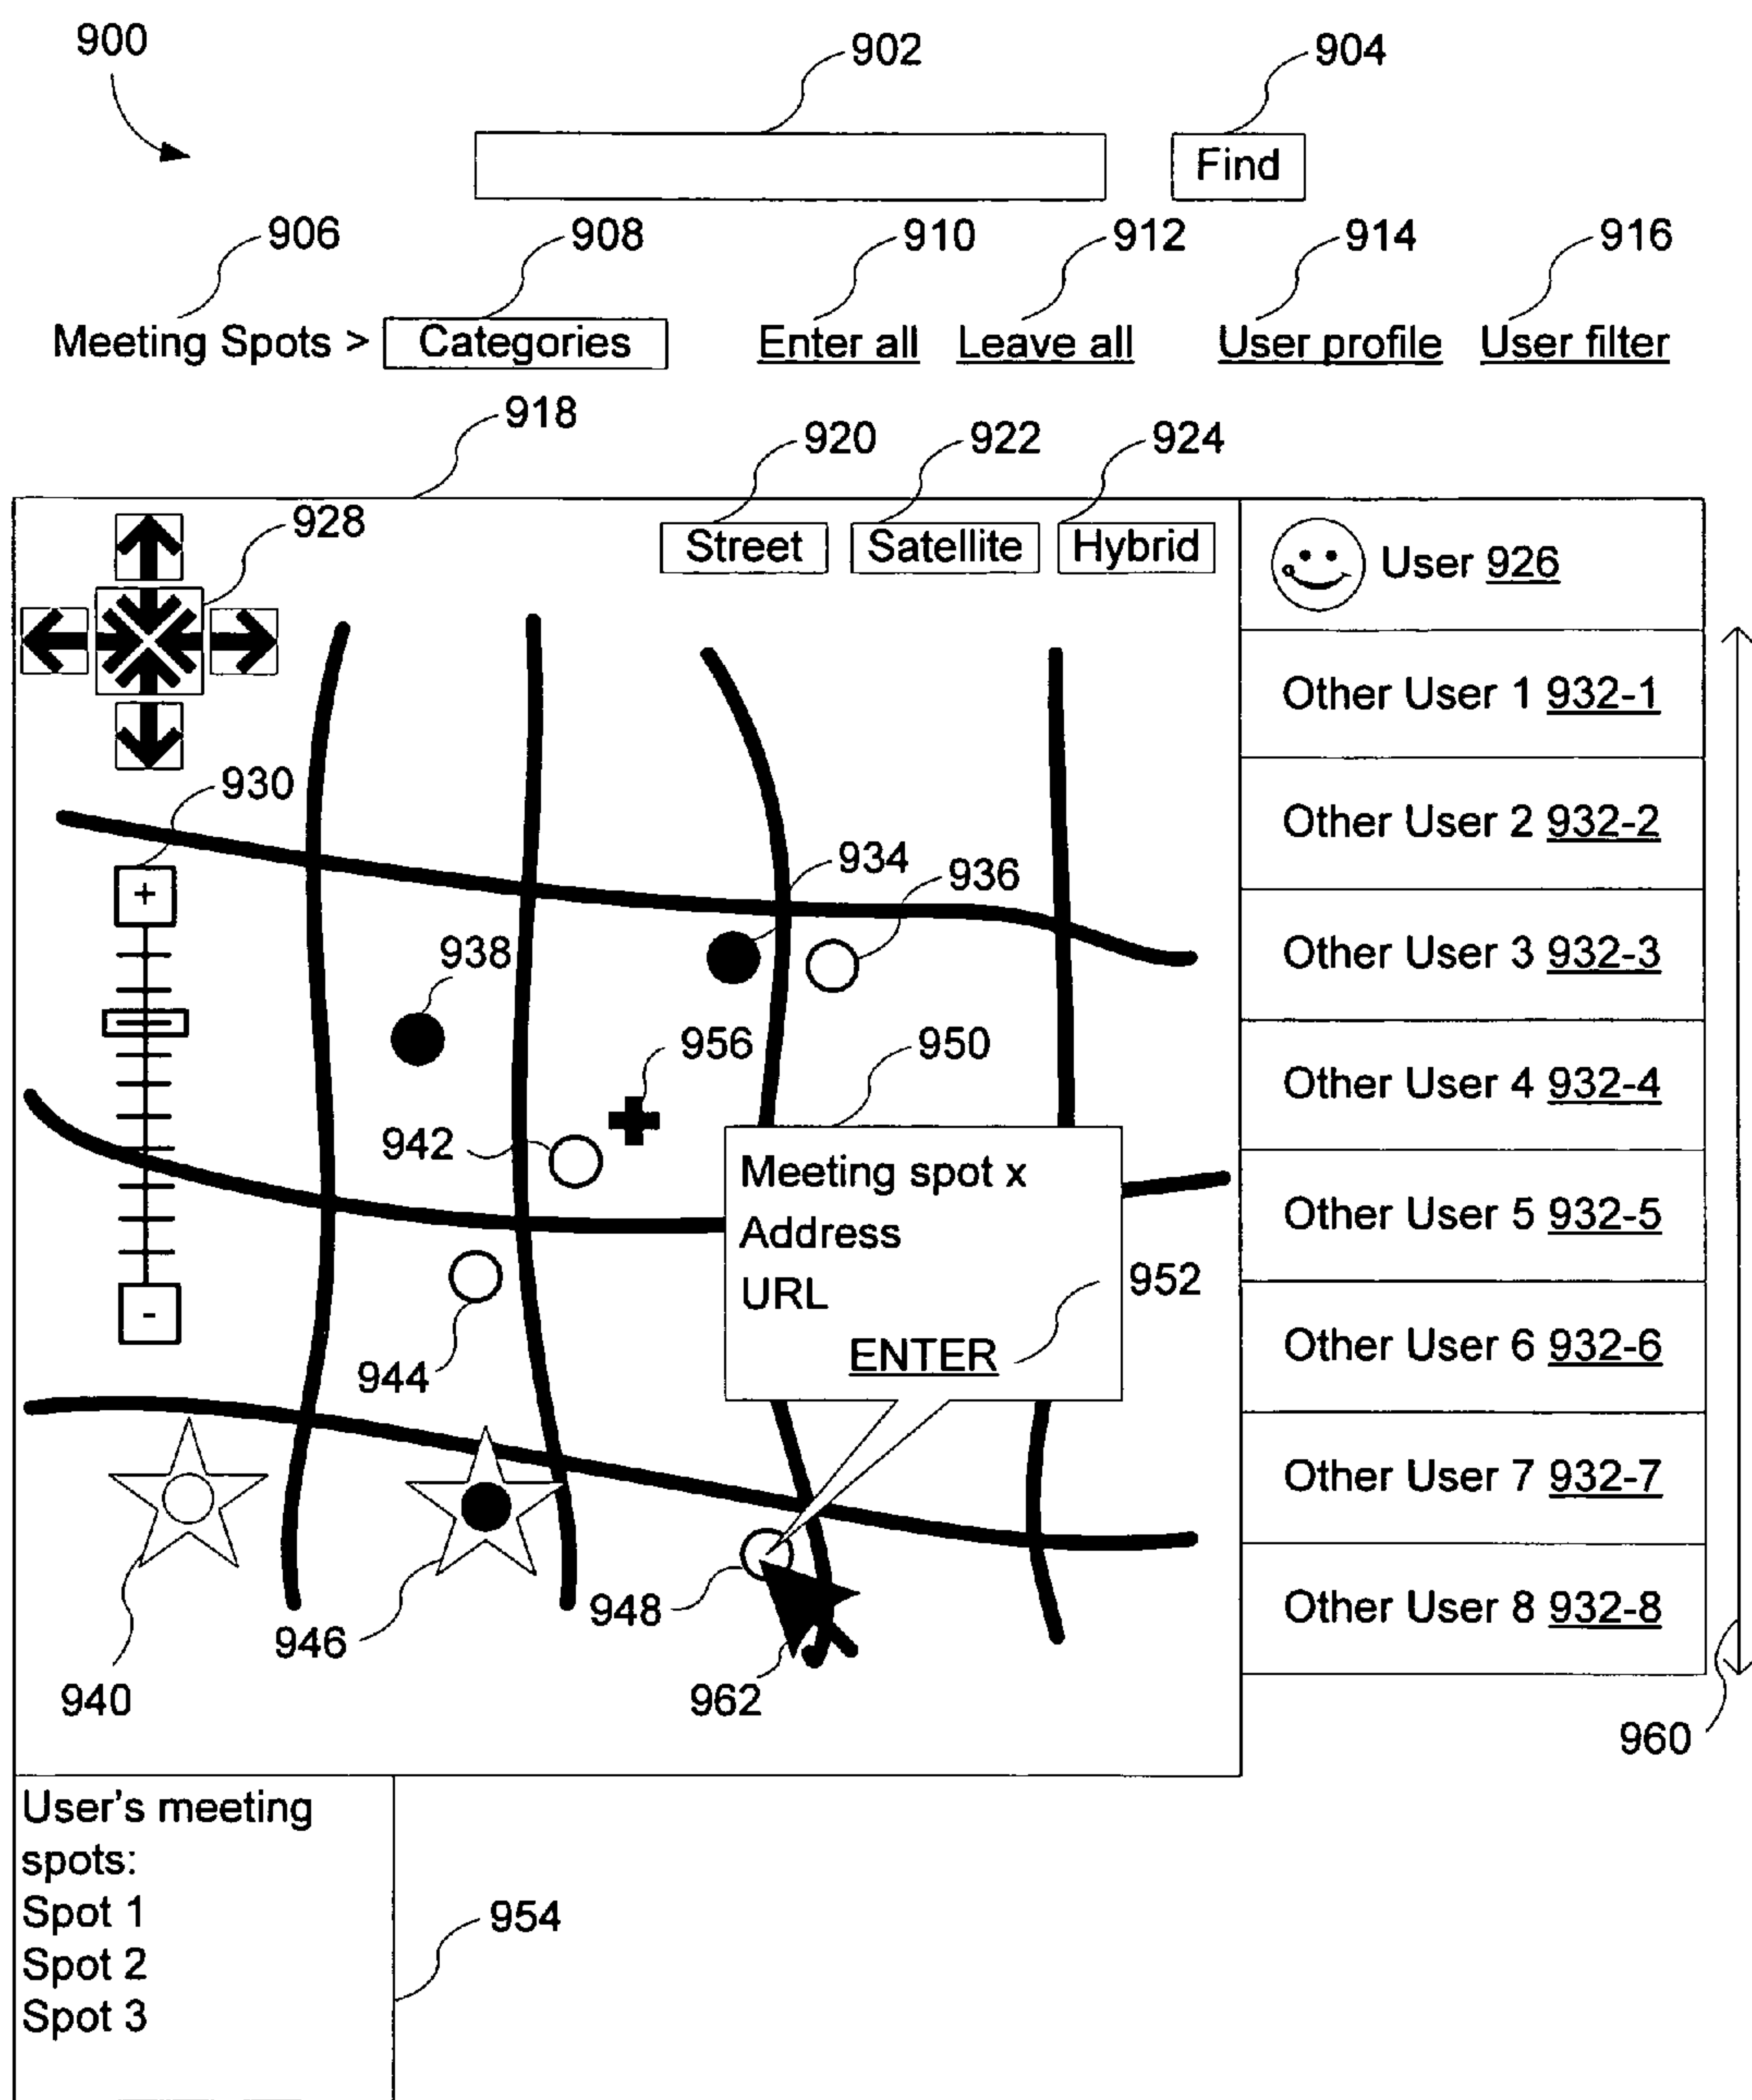 900
902
904
Find
906
908
910
912
914
916
Meeting Spots > Categories Enter all Leave all User profile User filter
918
920
922
924
928
Street Satellite Hybrid
User 926
Other User 1 932-1
930
Other User 2 932-2
934
936
+
938
Other User 3 932-3
956
950
Other User 4 932-4
942
Meeting spot x
Address
URL
ENTER
952
Other User 5 932-5
-
944
Other User 6 932-6
Other User 7 932-7
948
946
Other User 8 932-8
940
962
960
User's meeting
spots:
Spot 1
Spot 2
Spot 3
954